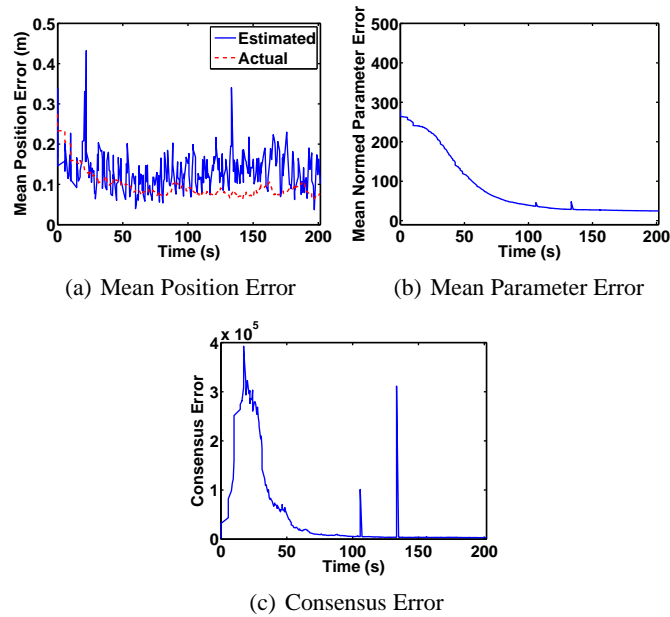 0.5
0.4
0.3
0.2
0.1
0
0 50 100 150 200
Mean Position Error (m)
Time (s)
Estimated
Actual
(a) Mean Position Error
500
400
300
200
100
0
0 50 100 150 200
Mean Normed Parameter Error
Time (s)
(b) Mean Parameter Error
x 10^5
4
3
2
1
0
0 50 100 150 200
Consensus Error
Time (s)
(c) Consensus Error